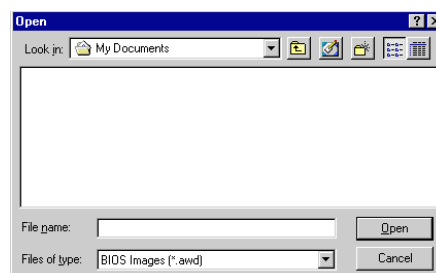 Open
Look in: My Documents
File name: Open
Files of type: BIOS Images (*.awd) Cancel